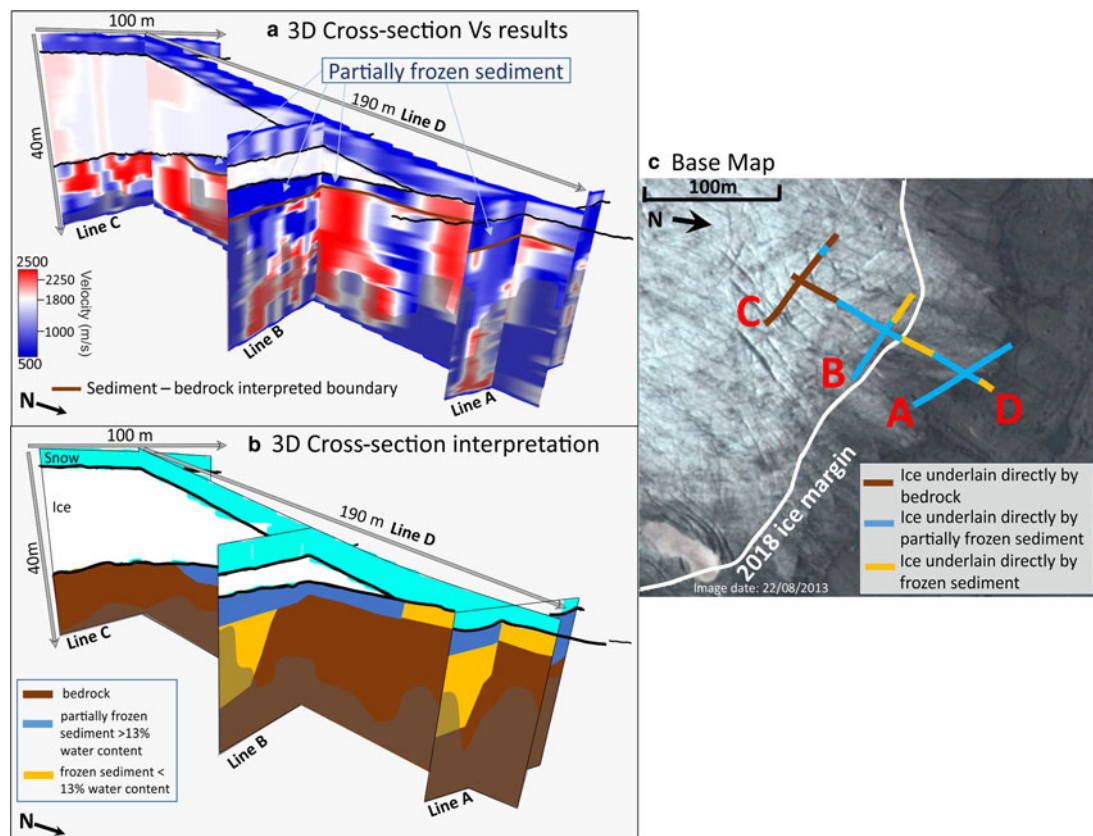 100 m
a 3D Cross-section Vs results
Partially frozen sediment
190 m Line D
40m
Line C
2500
2250
1800
1000
500
Velocity (m/s)
Line B
Sediment – bedrock interpreted boundary
N
Line A
b 3D Cross-section interpretation
100 m
Snow
Ice
190 m Line D
40m
Line C
bedrock
partially frozen
sediment >13%
water content
frozen sediment <
13% water content
Line B
Line A
N
c Base Map
100m
N
C
B
A
D
2018 ice margin
Ice underlain directly by
bedrock
Ice underlain directly by
partially frozen sediment
Ice underlain directly by
frozen sediment
Image date: 22/08/2013